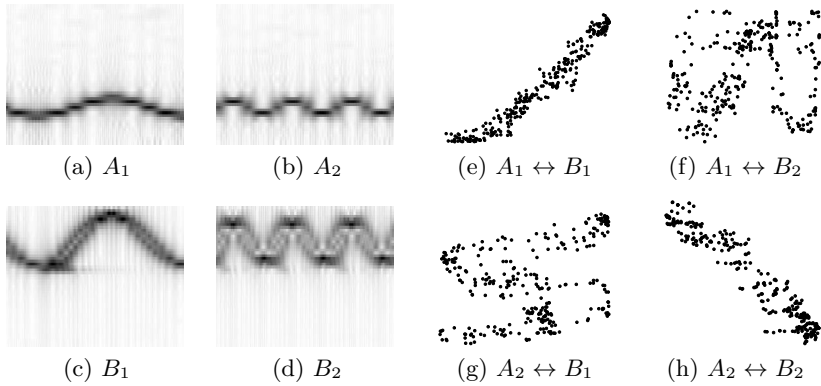 (a) A₁ (b) A₂ (e) A₁ ↔ B₁ (f) A₁ ↔ B₂
(c) B₁ (d) B₂ (g) A₂ ↔ B₁ (h) A₂ ↔ B₂